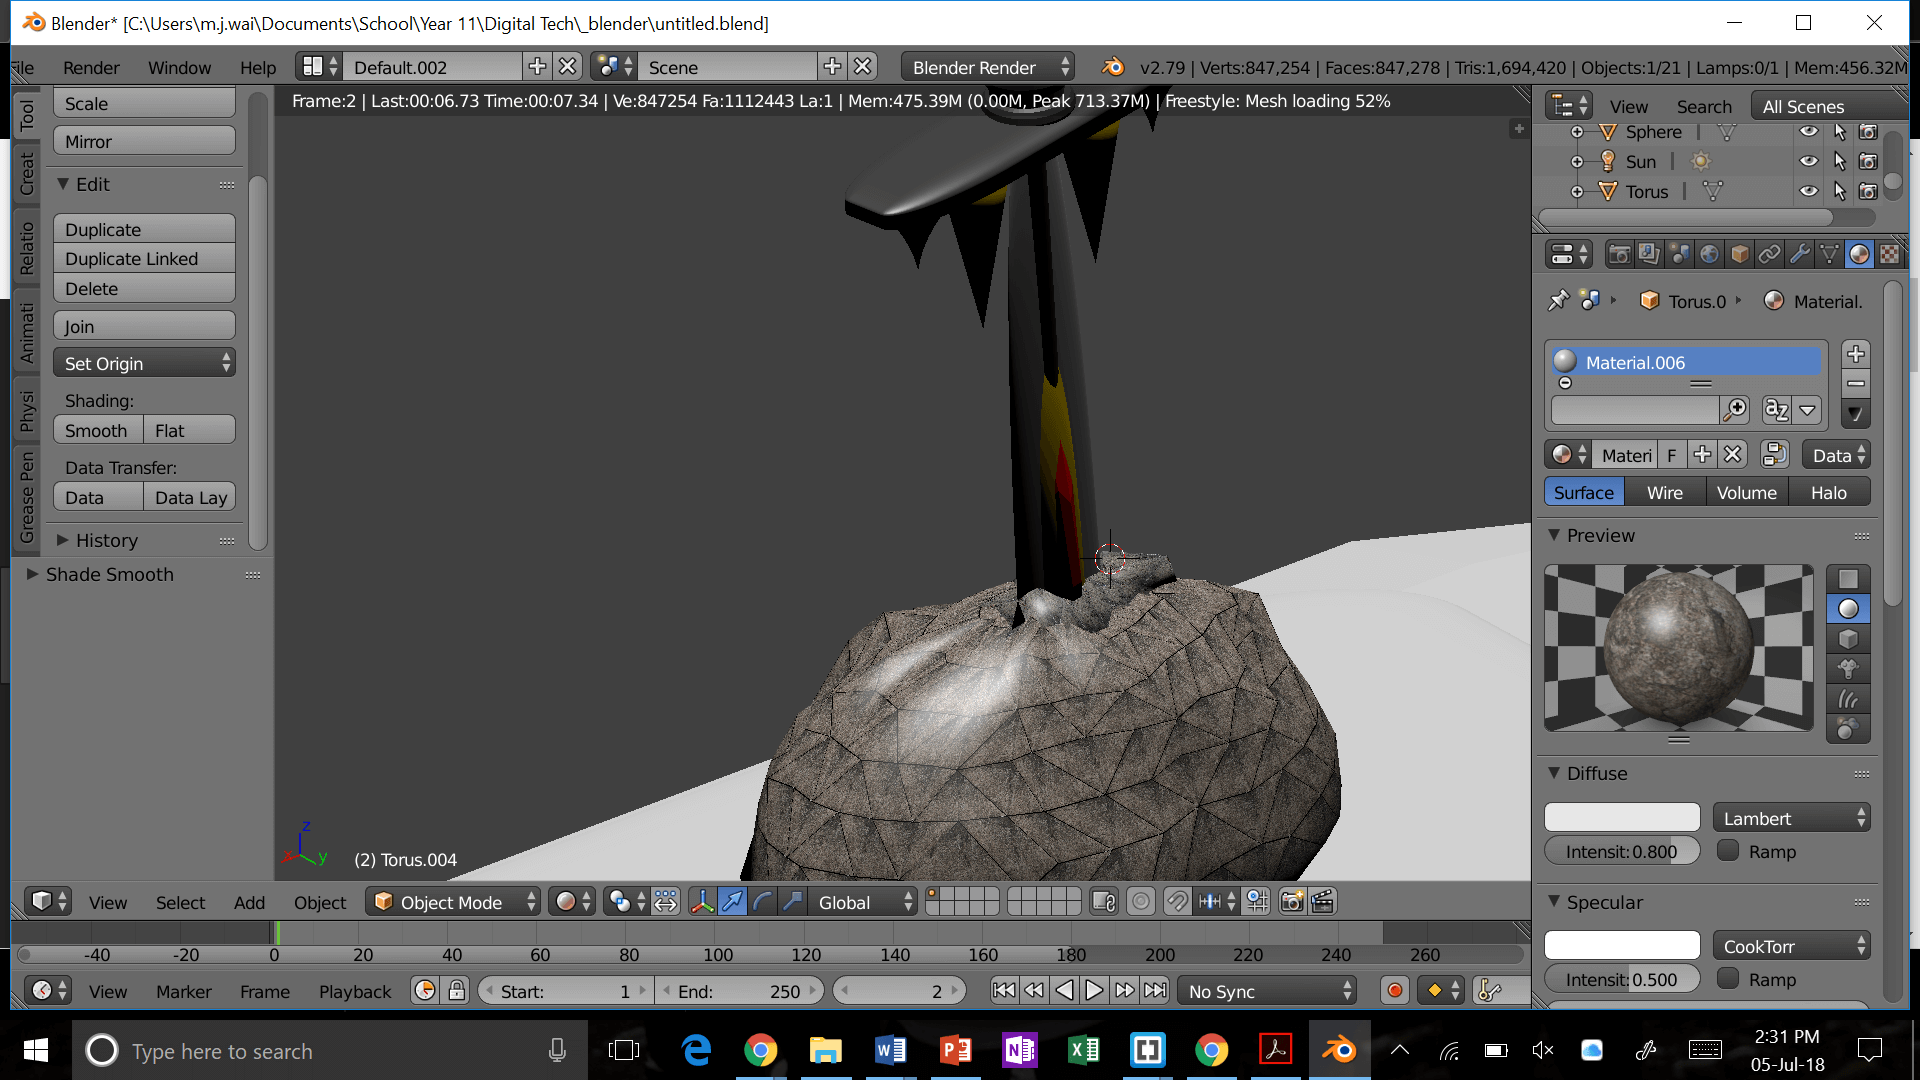 Blender* [C:\Users\m.j.wai\Documents\School\Year 11\Digital Tech\_blender\untitled.blend]
File Render Window Help Default.002 Scene Blender Render v2.79 | Verts:847,254 | Faces:847,278 | Tris:1,694,420 | Objects:1/21 | Lamps:0/1 | Mem:456.32M
Frame:2 | Last:00:06.73 Time:00:07.34 | Ve:847254 Fa:1112443 La:1 | Mem:475.39M (0.00M, Peak 713.37M) | Freestyle: Mesh loading 52%
Tool
Creat
Relatio
Animati
Physi
Grease Pen
Scale
Mirror
Edit
Duplicate
Duplicate Linked
Delete
Join
Set Origin
Shading:
Smooth Flat
Data Transfer:
Data Data Lay
History
Shade Smooth
z
x y
(2) Torus.004
View Search All Scenes
Sphere
Sun
Torus
Torus.0 Material.
Material.006
Materi F Data
Surface Wire Volume Halo
Preview
Diffuse
Lambert
Intensit:0.800 Ramp
Specular
CookTorr
Intensit:0.500 Ramp
View Select Add Object Object Mode Global
-40 -20 0 20 40 60 80 100 120 140 160 180 200 220 240 260
View Marker Frame Playback Start: 1 End: 250 2 No Sync
Type here to search
2:31 PM
05-Jul-18